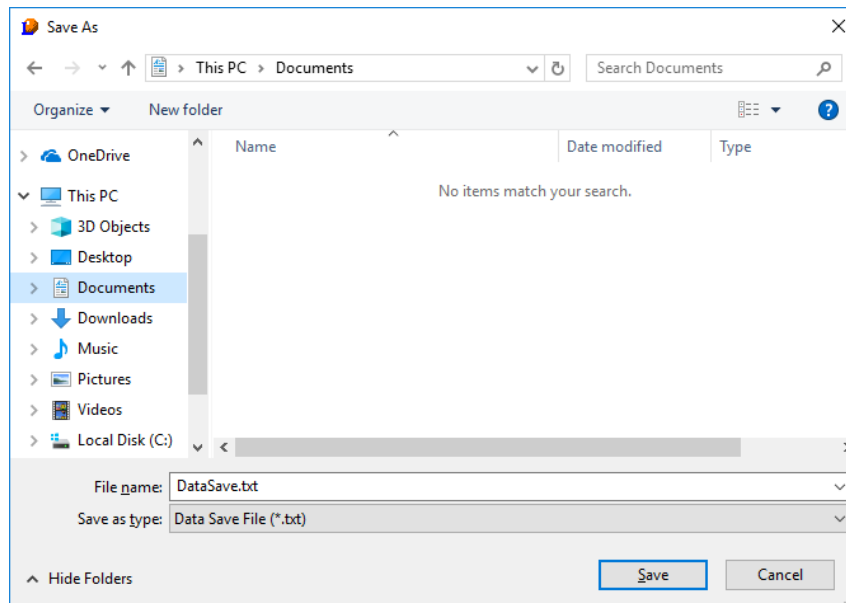 Save As
This PC > Documents
Search Documents
Organize
New folder
Name
Date modified
Type
No items match your search.
OneDrive
This PC
3D Objects
Desktop
Documents
Downloads
Music
Pictures
Videos
Local Disk (C:)
File name: DataSave.txt
Save as type: Data Save File (*.txt)
Hide Folders
Save
Cancel